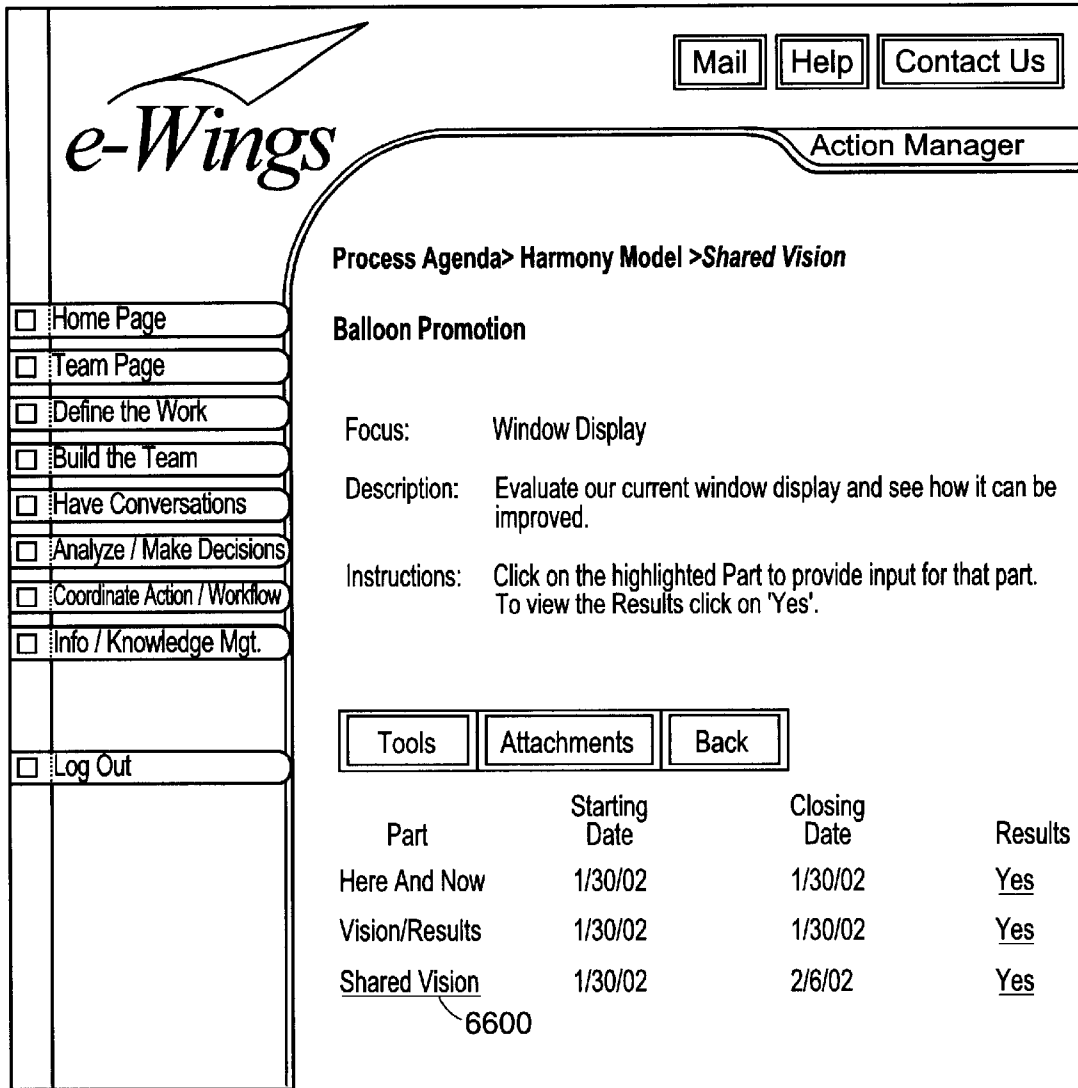 Mail Help Contact Us
e-Wings
Action Manager
Process Agenda> Harmony Model >Shared Vision
Balloon Promotion
Home Page
Team Page
Define the Work
Build the Team
Have Conversations
Analyze / Make Decisions
Coordinate Action / Workflow
Info / Knowledge Mgt.
Log Out
Focus: Window Display
Description: Evaluate our current window display and see how it can be
improved.
Instructions: Click on the highlighted Part to provide input for that part.
To view the Results click on 'Yes'.
Tools Attachments Back
Part Starting Date Closing Date Results
Here And Now 1/30/02 1/30/02 Yes
Vision/Results 1/30/02 1/30/02 Yes
Shared Vision 1/30/02 2/6/02 Yes
6600